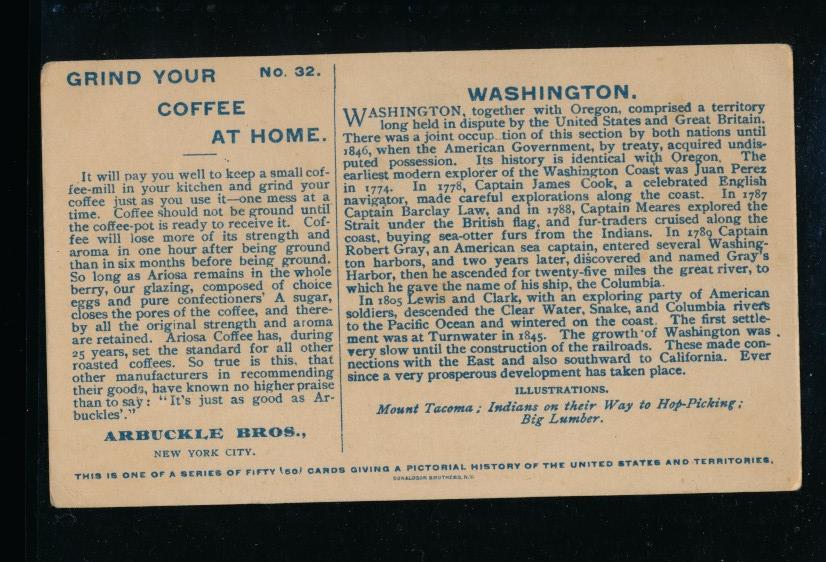 GRIND YOUR No. 32.
COFFEE
AT HOME.
It will pay you well to keep a small cof-
fee-mill in your kitchen and grind your
coffee just as you use it—one mess at a
time. Coffee should not be ground until
the coffee-pot is ready to receive it. Cof-
fee will lose more of its strength and
aroma in one hour after being ground
than in six months before being ground.
So long as Ariosa remains in the whole
berry, our glazing, composed of choice
eggs and pure confectioners' A sugar,
closes the pores of the coffee, and there-
by all the original strength and aroma
are retained. Ariosa Coffee has, during
25 years, set the standard for all other
roasted coffees. So true is this, that
other manufacturers in recommending
their goods, have known no higher praise
than to say: "It's just as good as Ar-
buckles'."
ARBUCKLE BROS.,
NEW YORK CITY.
WASHINGTON.
WASHINGTON, together with Oregon, comprised a territory
long held in dispute by the United States and Great Britain.
There was a joint occup tion of this section by both nations until
1846, when the American Government, by treaty, acquired undis-
puted possession. Its history is identical with Oregon. The
earliest modern explorer of the Washington Coast was Juan Perez
in 1774. In 1778, Captain James Cook, a celebrated English
navigator, made careful explorations along the coast. In 1787
Captain Barclay Law, and in 1788, Captain Meares explored the
Strait under the British flag, and fur-traders cruised along the
coast, buying sea-otter furs from the Indians. In 1789 Captain
Robert Gray, an American sea captain, entered several Washing-
ton harbors, and two years later, discovered and named Gray's
Harbor, then he ascended for twenty-five miles the great river, to
which he gave the name of his ship, the Columbia.
In 1805 Lewis and Clark, with an exploring party of American
soldiers, descended the Clear Water, Snake, and Columbia rivers
to the Pacific Ocean and wintered on the coast. The first settle-
ment was at Turnwater in 1845. The growth of Washington was
very slow until the construction of the railroads. These made con-
nections with the East and also southward to California. Ever
since a very prosperous development has taken place.
ILLUSTRATIONS.
Mount Tacoma; Indians on their Way to Hop-Picking;
Big Lumber.
THIS IS ONE OF A SERIES OF FIFTY (50) CARDS GIVING A PICTORIAL HISTORY OF THE UNITED STATES AND TERRITORIES.
DONALDSON BROTHERS, N.Y.